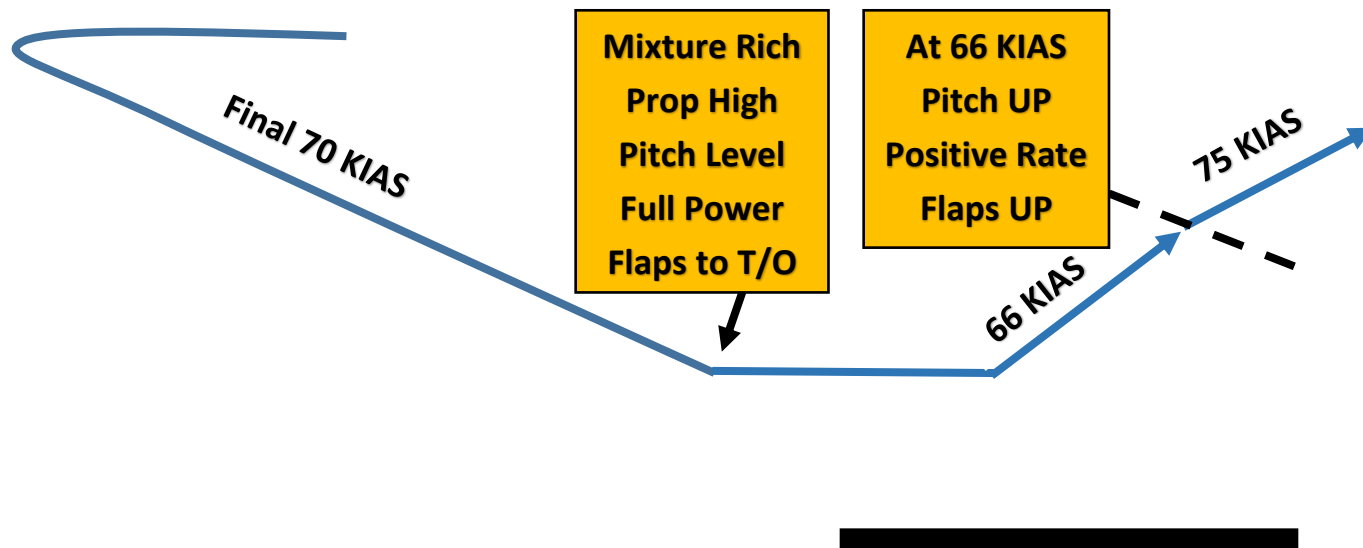 Final 70 KIAS
Mixture Rich
Prop High
Pitch Level
Full Power
Flaps to T/O
At 66 KIAS
Pitch UP
Positive Rate
Flaps UP
66 KIAS
75 KIAS